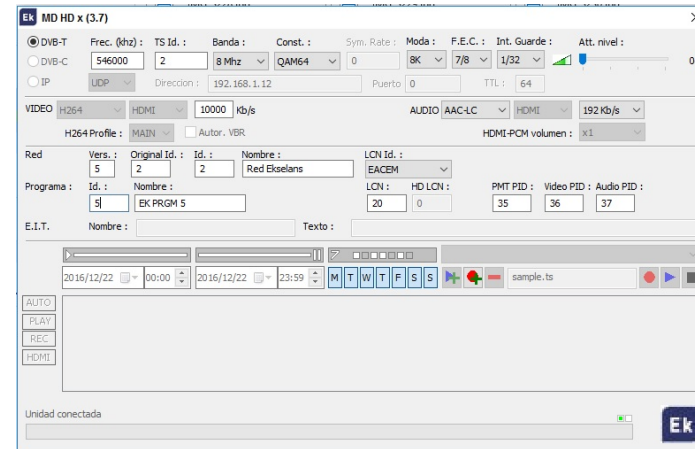 Ek MD HD x (3.7)
DVB-T Frec. (khz) : TS Id. : Banda : Const. : Sym. Rate : Moda : F.E.C. : Int. Guarde : Att. nivel :
DVB-C 546000 2 8 Mhz QAM64 0 8K 7/8 1/32 0
IP UDP Direccion : 192.168.1.12 Puerto 0 TTL : 64
VIDEO H264 HDMI 10000 Kb/s AUDIO AAC-LC HDMI 192 Kb/s
H264 Profile : MAIN Autor. VBR HDMI-PCM volumen : x1
Red Vers. : Original Id. : Id. : Nombre : LCN Id. :
5 2 2 Red Ekselans EACEM
Programa : Id. : Nombre : LCN : HD LCN : PMT PID : Video PID : Audio PID :
5 EK PRGM 5 20 0 35 36 37
E.I.T. Nombre : Texto :
2016/12/22 00:00 2016/12/22 23:59 M T W T F S S sample.ts
AUTO
PLAY
REC
HDMI
Unidad conectada
Ek